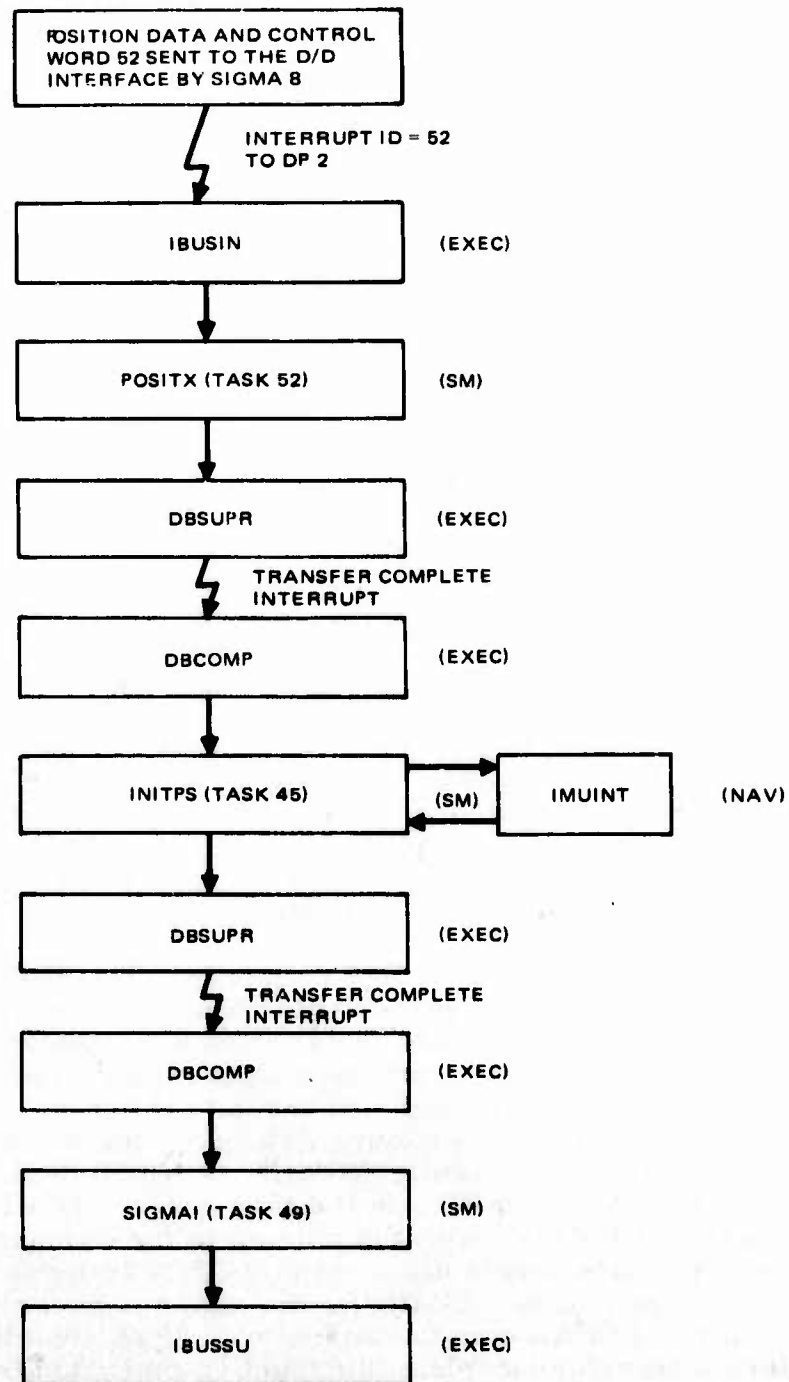 POSITION DATA AND CONTROL
WORD 52 SENT TO THE D/D
INTERFACE BY SIGMA 8
INTERRUPT ID = 52
TO DP 2
IBUSIN (EXEC)
POSITX (TASK 52) (SM)
DBSUPR (EXEC)
TRANSFER COMPLETE
INTERRUPT
DBCOMP (EXEC)
INITPS (TASK 45) (SM) IMUINT (NAV)
DBSUPR (EXEC)
TRANSFER COMPLETE
INTERRUPT
DBCOMP (EXEC)
SIGMAI (TASK 49) (SM)
IBUSSU (EXEC)